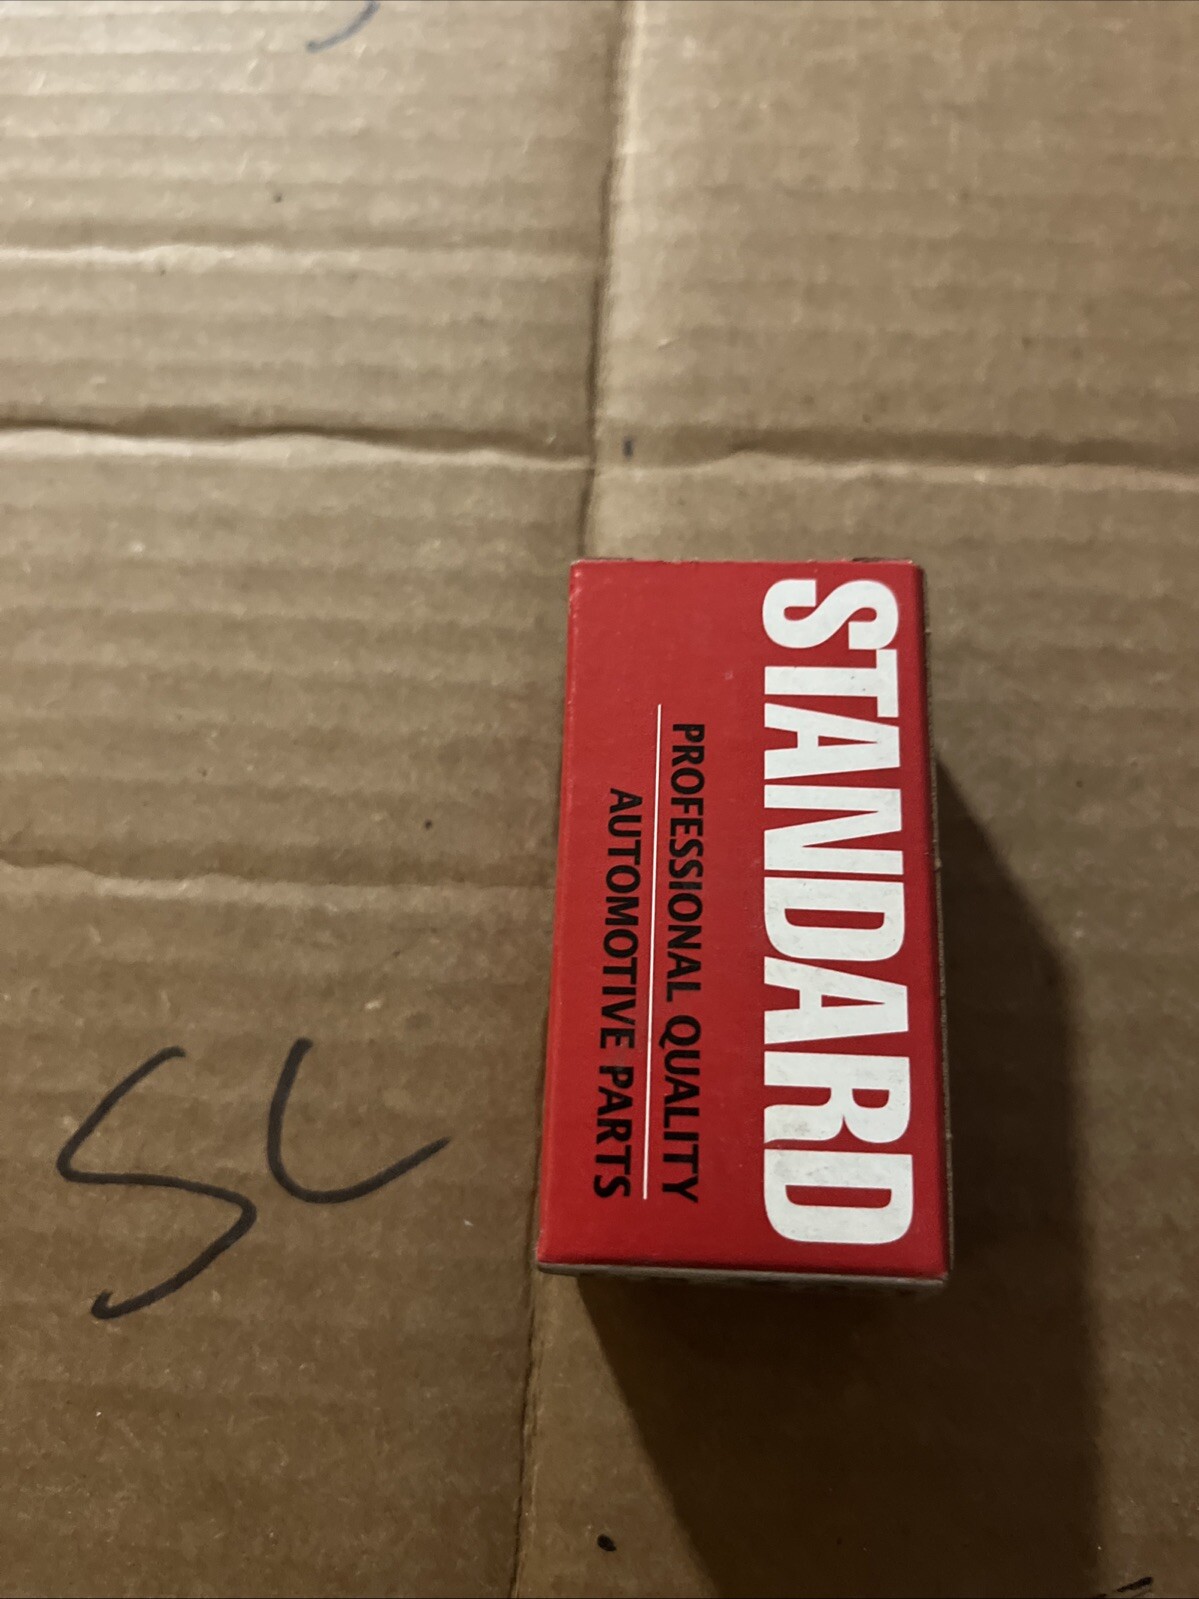 STANDARD
PROFESSIONAL QUALITY
AUTOMOTIVE PARTS
SC